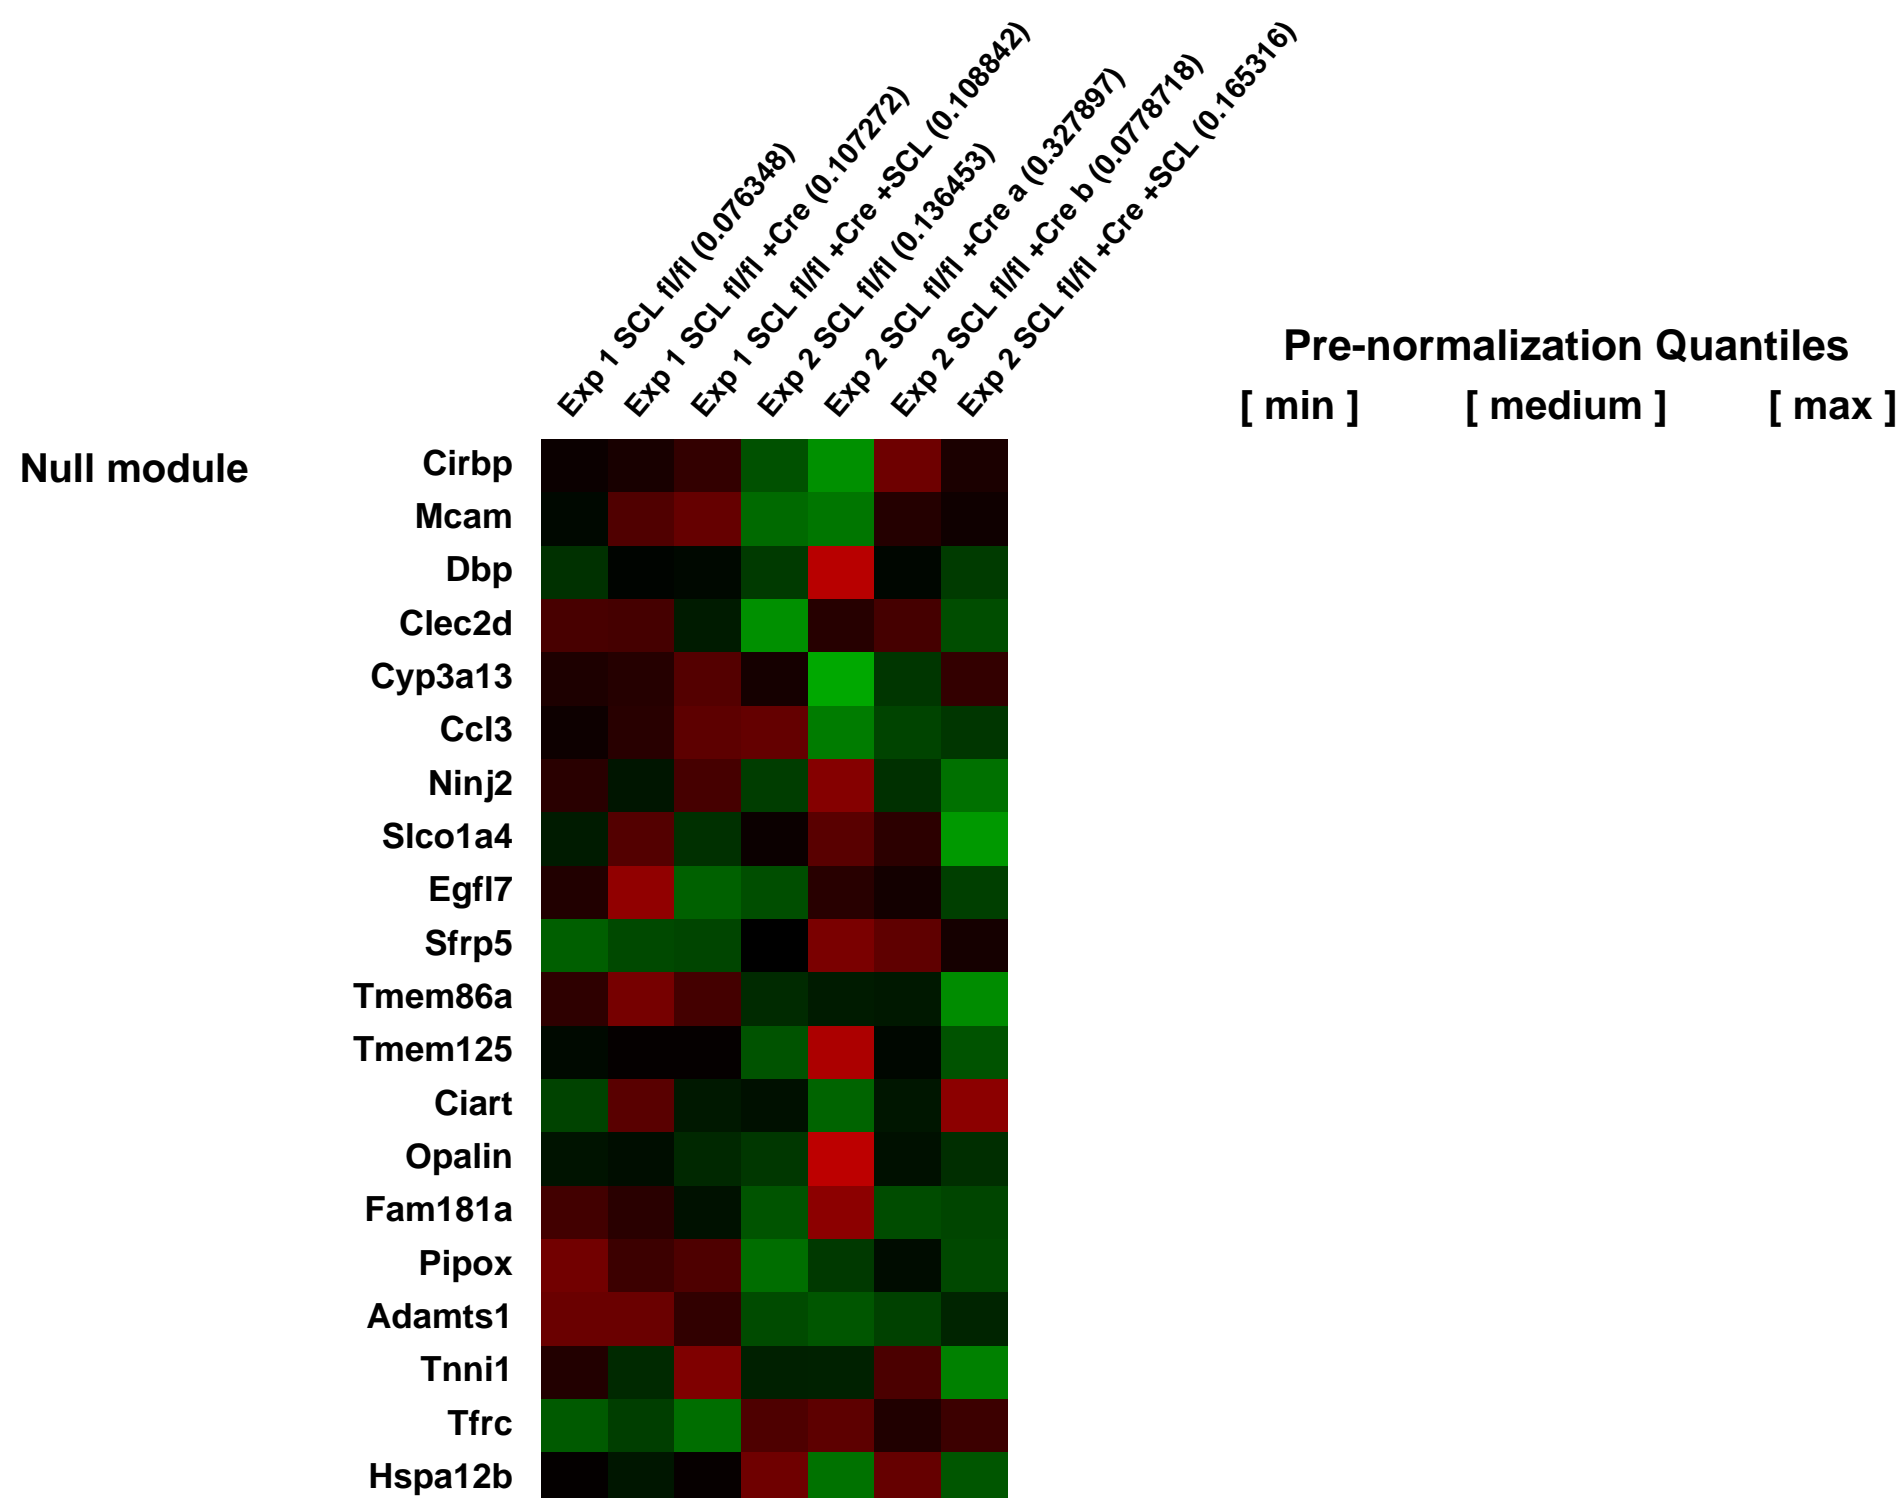 Exp 1 SCL fl/fl (0.076348)
Exp 1 SCL fl/fl +Cre (0.107272)
Exp 1 SCL fl/fl +Cre +SCL (0.108842)
Exp 2 SCL fl/fl (0.136453)
Exp 2 SCL fl/fl +Cre a (0.327897)
Exp 2 SCL fl/fl +Cre b (0.0778718)
Exp 2 SCL fl/fl +Cre +SCL (0.165316)
Pre-normalization Quantiles
[ min ] [ medium ] [ max ]
Null module
Cirbp
Mcam
Dbp
Clec2d
Cyp3a13
Ccl3
Ninj2
Slco1a4
Egfl7
Sfrp5
Tmem86a
Tmem125
Ciart
Opalin
Fam181a
Pipox
Adamts1
Tnni1
Tfrc
Hspa12b